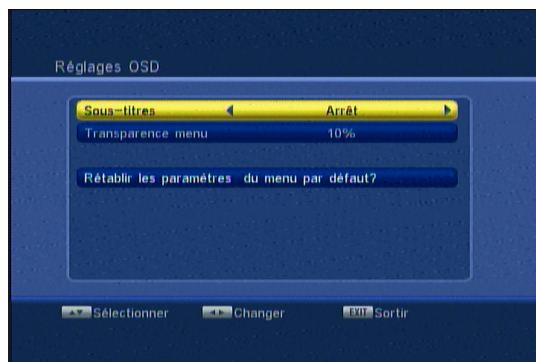 Réglages OSD
Sous-titres Arrêt
Transparence menu 10%
Rétablir les paramétres du menu par défaut?
Sélectionner Changer EXIT Sortir